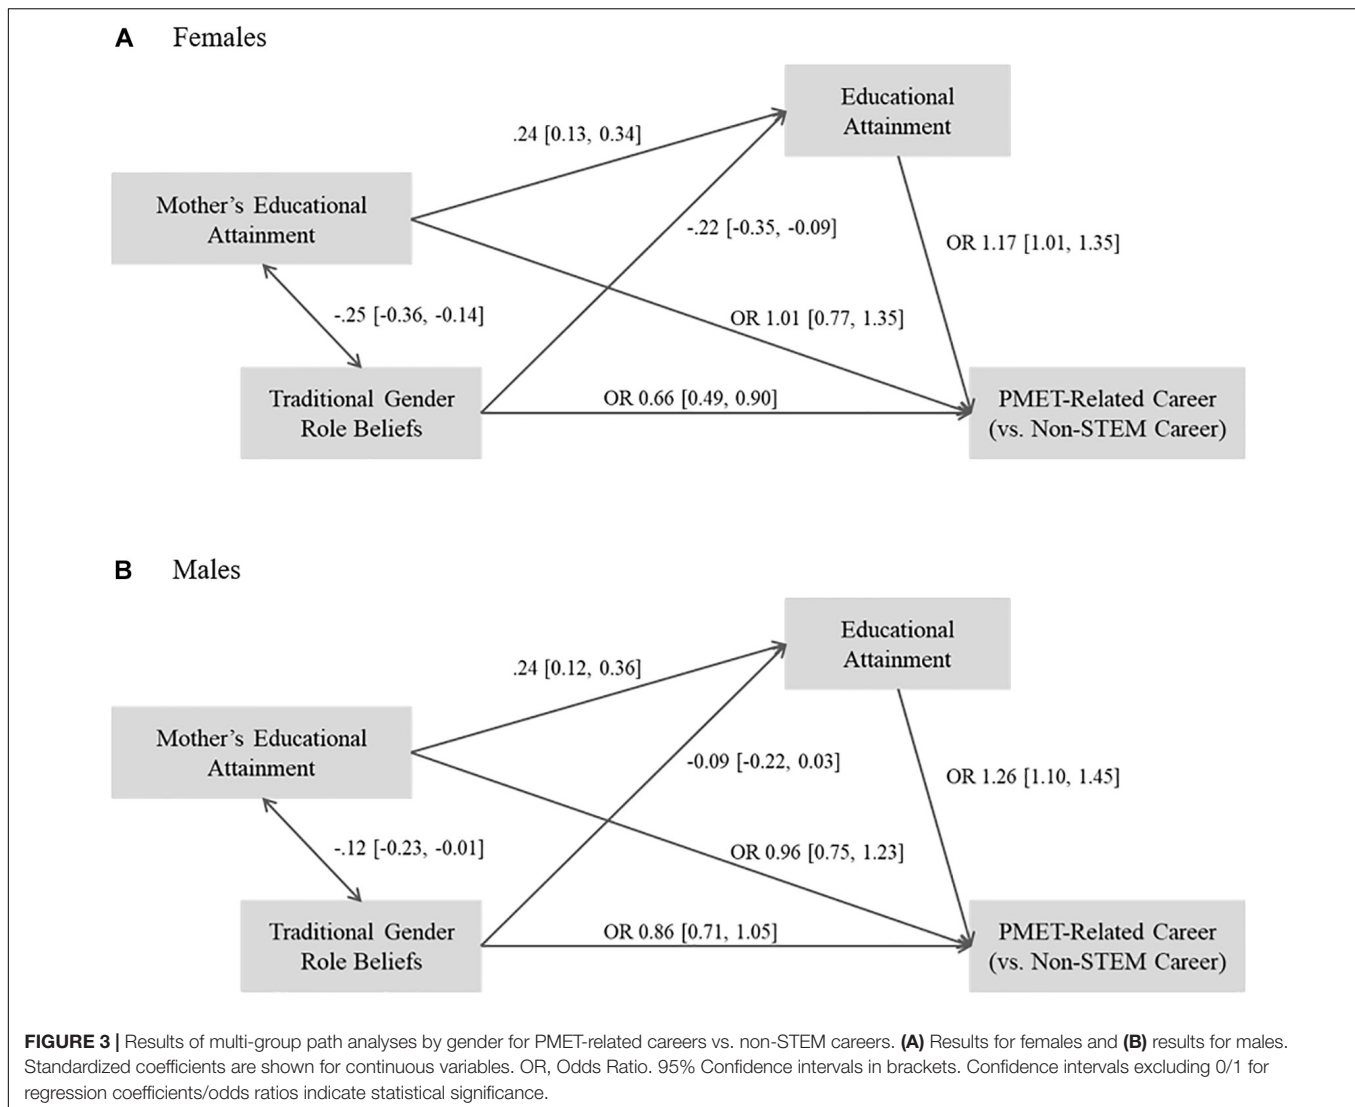 A Females
Educational
Attainment
.24 [0.13, 0.34]
Mother's Educational
Attainment
-.22 [-0.35, -0.09]
OR 1.17 [1.01, 1.35]
-.25 [-0.36, -0.14]
OR 1.01 [0.77, 1.35]
Traditional Gender
Role Beliefs
OR 0.66 [0.49, 0.90]
PMET-Related Career
(vs. Non-STEM Career)
B Males
Educational
Attainment
.24 [0.12, 0.36]
Mother's Educational
Attainment
-0.09 [-0.22, 0.03]
OR 1.26 [1.10, 1.45]
-.12 [-0.23, -0.01]
OR 0.96 [0.75, 1.23]
Traditional Gender
Role Beliefs
OR 0.86 [0.71, 1.05]
PMET-Related Career
(vs. Non-STEM Career)
FIGURE 3 | Results of multi-group path analyses by gender for PMET-related careers vs. non-STEM careers. (A) Results for females and (B) results for males.
Standardized coefficients are shown for continuous variables. OR, Odds Ratio. 95% Confidence intervals in brackets. Confidence intervals excluding 0/1 for
regression coefficients/odds ratios indicate statistical significance.